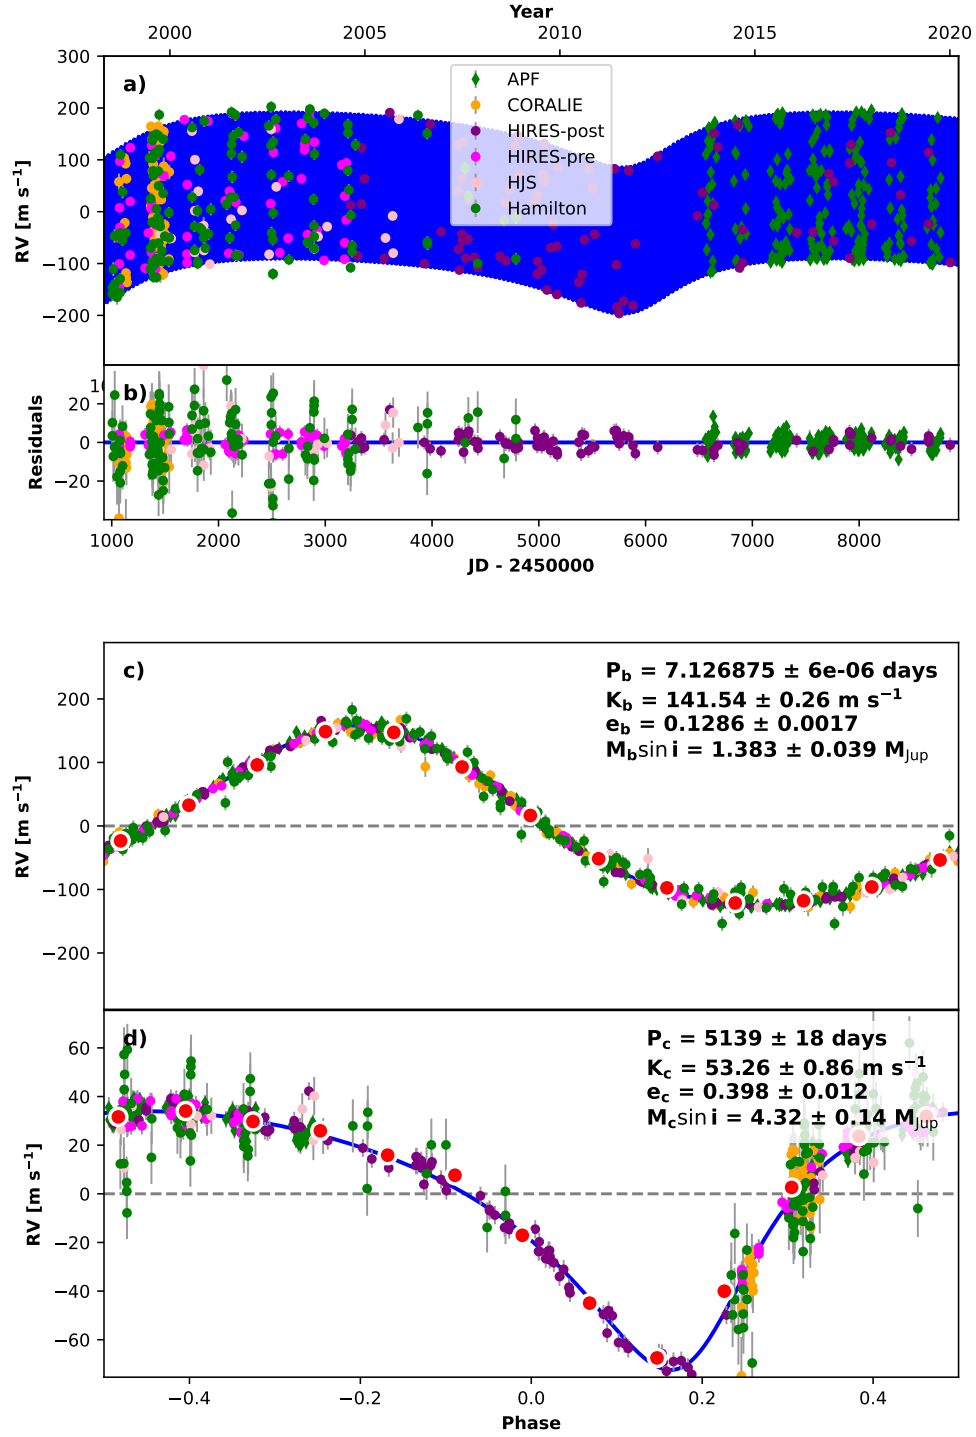 Year
2000 2005 2010 2015 2020
a)
300
200
100
0
−100
−200
RV [m s⁻¹]
APF
CORALIE
HIRES-post
HIRES-pre
HJS
Hamilton
b)
20
0
−20
Residuals
1000 2000 3000 4000 5000 6000 7000 8000
JD - 2450000
c)
P_b = 7.126875 ± 6e-06 days
K_b = 141.54 ± 0.26 m s⁻¹
e_b = 0.1286 ± 0.0017
M_b sin i = 1.383 ± 0.039 M_Jup
200
100
0
−100
−200
RV [m s⁻¹]
d)
P_c = 5139 ± 18 days
K_c = 53.26 ± 0.86 m s⁻¹
e_c = 0.398 ± 0.012
M_c sin i = 4.32 ± 0.14 M_Jup
60
40
20
0
−20
−40
−60
RV [m s⁻¹]
−0.4 −0.2 0.0 0.2 0.4
Phase